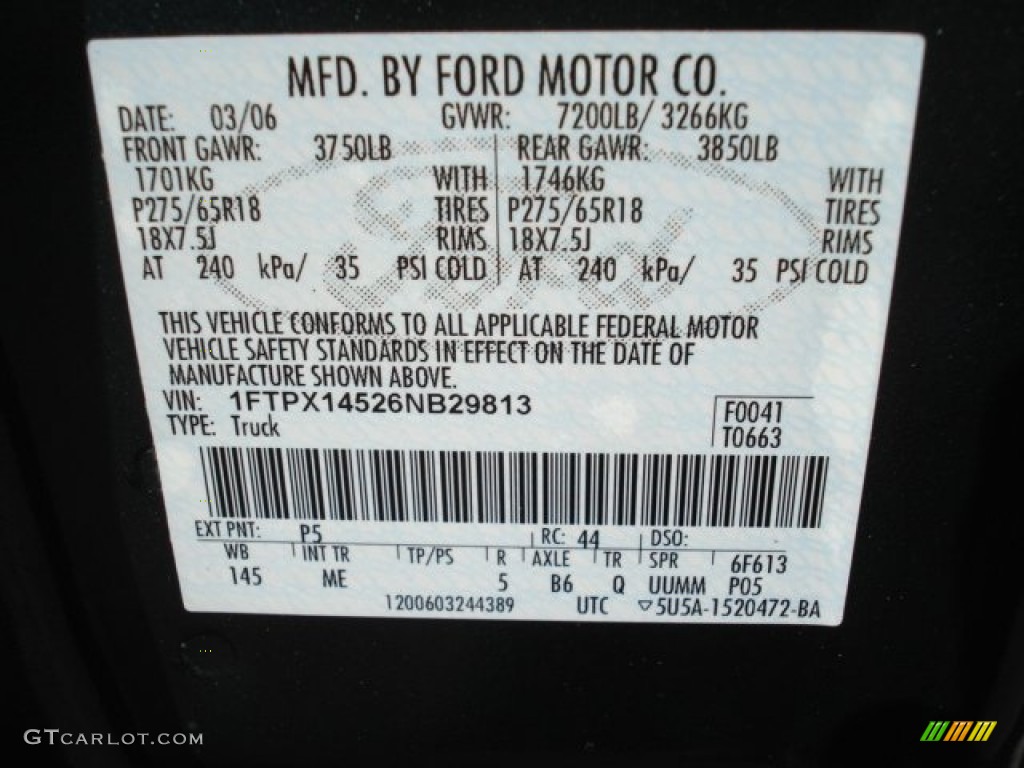 MFD. BY FORD MOTOR CO.
DATE: 03/06 GVWR: 7200LB/ 3266KG
FRONT GAWR: 3750LB REAR GAWR: 3850LB
1701KG WITH 1746KG WITH
P275/65R18 TIRES P275/65R18 TIRES
18X7.5J RIMS 18X7.5J RIMS
AT 240 kPa/ 35 PSI COLD AT 240 kPa/ 35 PSI COLD
Ford
THIS VEHICLE CONFORMS TO ALL APPLICABLE FEDERAL MOTOR
VEHICLE SAFETY STANDARDS IN EFFECT ON THE DATE OF
MANUFACTURE SHOWN ABOVE.
VIN: 1FTPX14526NB29813
F0041
TYPE: Truck
T0663
EXT PNT: P5 RC: 44 DSO:
WB INT TR TP/PS R AXLE TR SPR 6F613
145 ME 5 B6 Q UUMM P05
1200603244389 UTC ▽5U5A-1520472-BA
GTCARLOT.COM